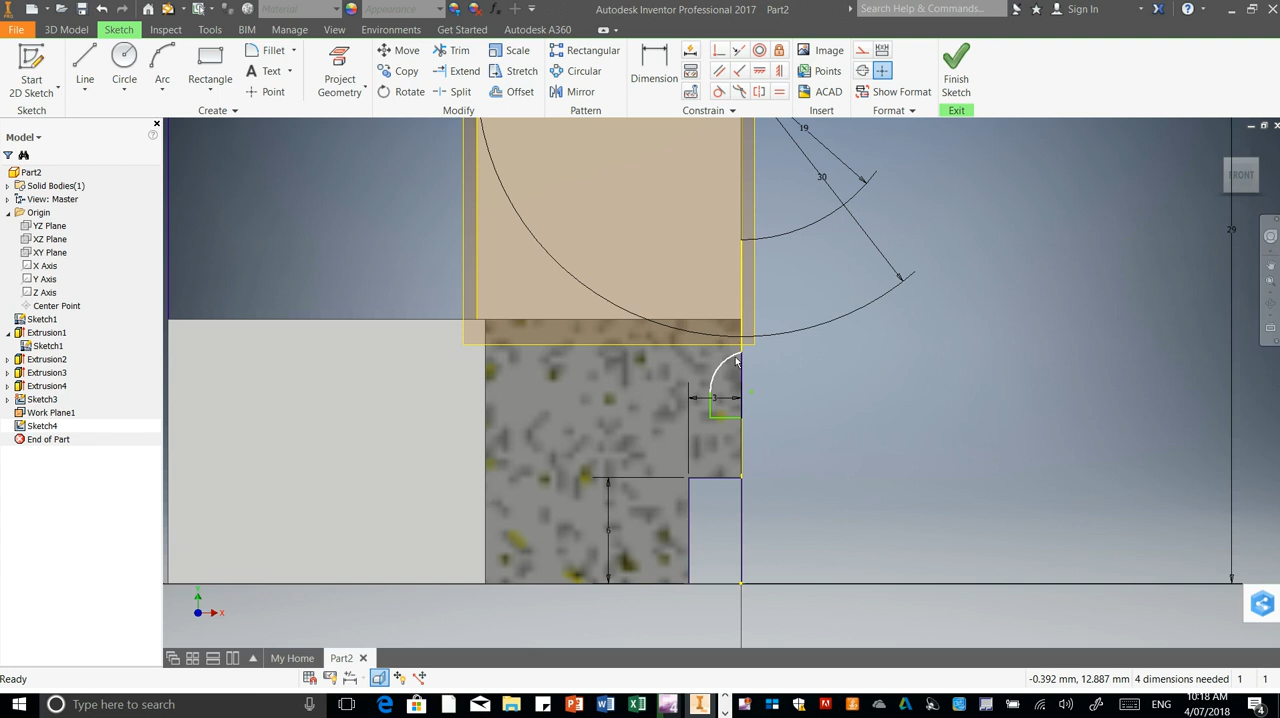 Material
Appearance
Autodesk Inventor Professional 2017 Part2
Search Help & Commands...
Sign In
File 3D Model Sketch Inspect Tools BIM Manage View Environments Get Started Autodesk A360
Start
2D Sketch
Sketch
Line
Circle
Arc
Rectangle
Fillet
Text
Point
Create
Project
Geometry
Move Trim Scale
Copy Extend Stretch
Rotate Split Offset
Modify
Rectangular
Circular
Mirror
Pattern
Dimension
Constrain
Image
Points
ACAD
Insert
Show Format
Format
Finish
Sketch
Exit
Model
Part2
Solid Bodies(1)
View: Master
Origin
YZ Plane
XZ Plane
XY Plane
X Axis
Y Axis
Z Axis
Center Point
Sketch1
Extrusion1
Sketch1
Extrusion2
Extrusion3
Extrusion4
Sketch3
Work Plane1
Sketch4
End of Part
19
30
29
3
6
FRONT
X
My Home
Part2
Ready
-0.392 mm, 12.887 mm 4 dimensions needed 1 1
Type here to search
ENG
10:18 AM
4/07/2018